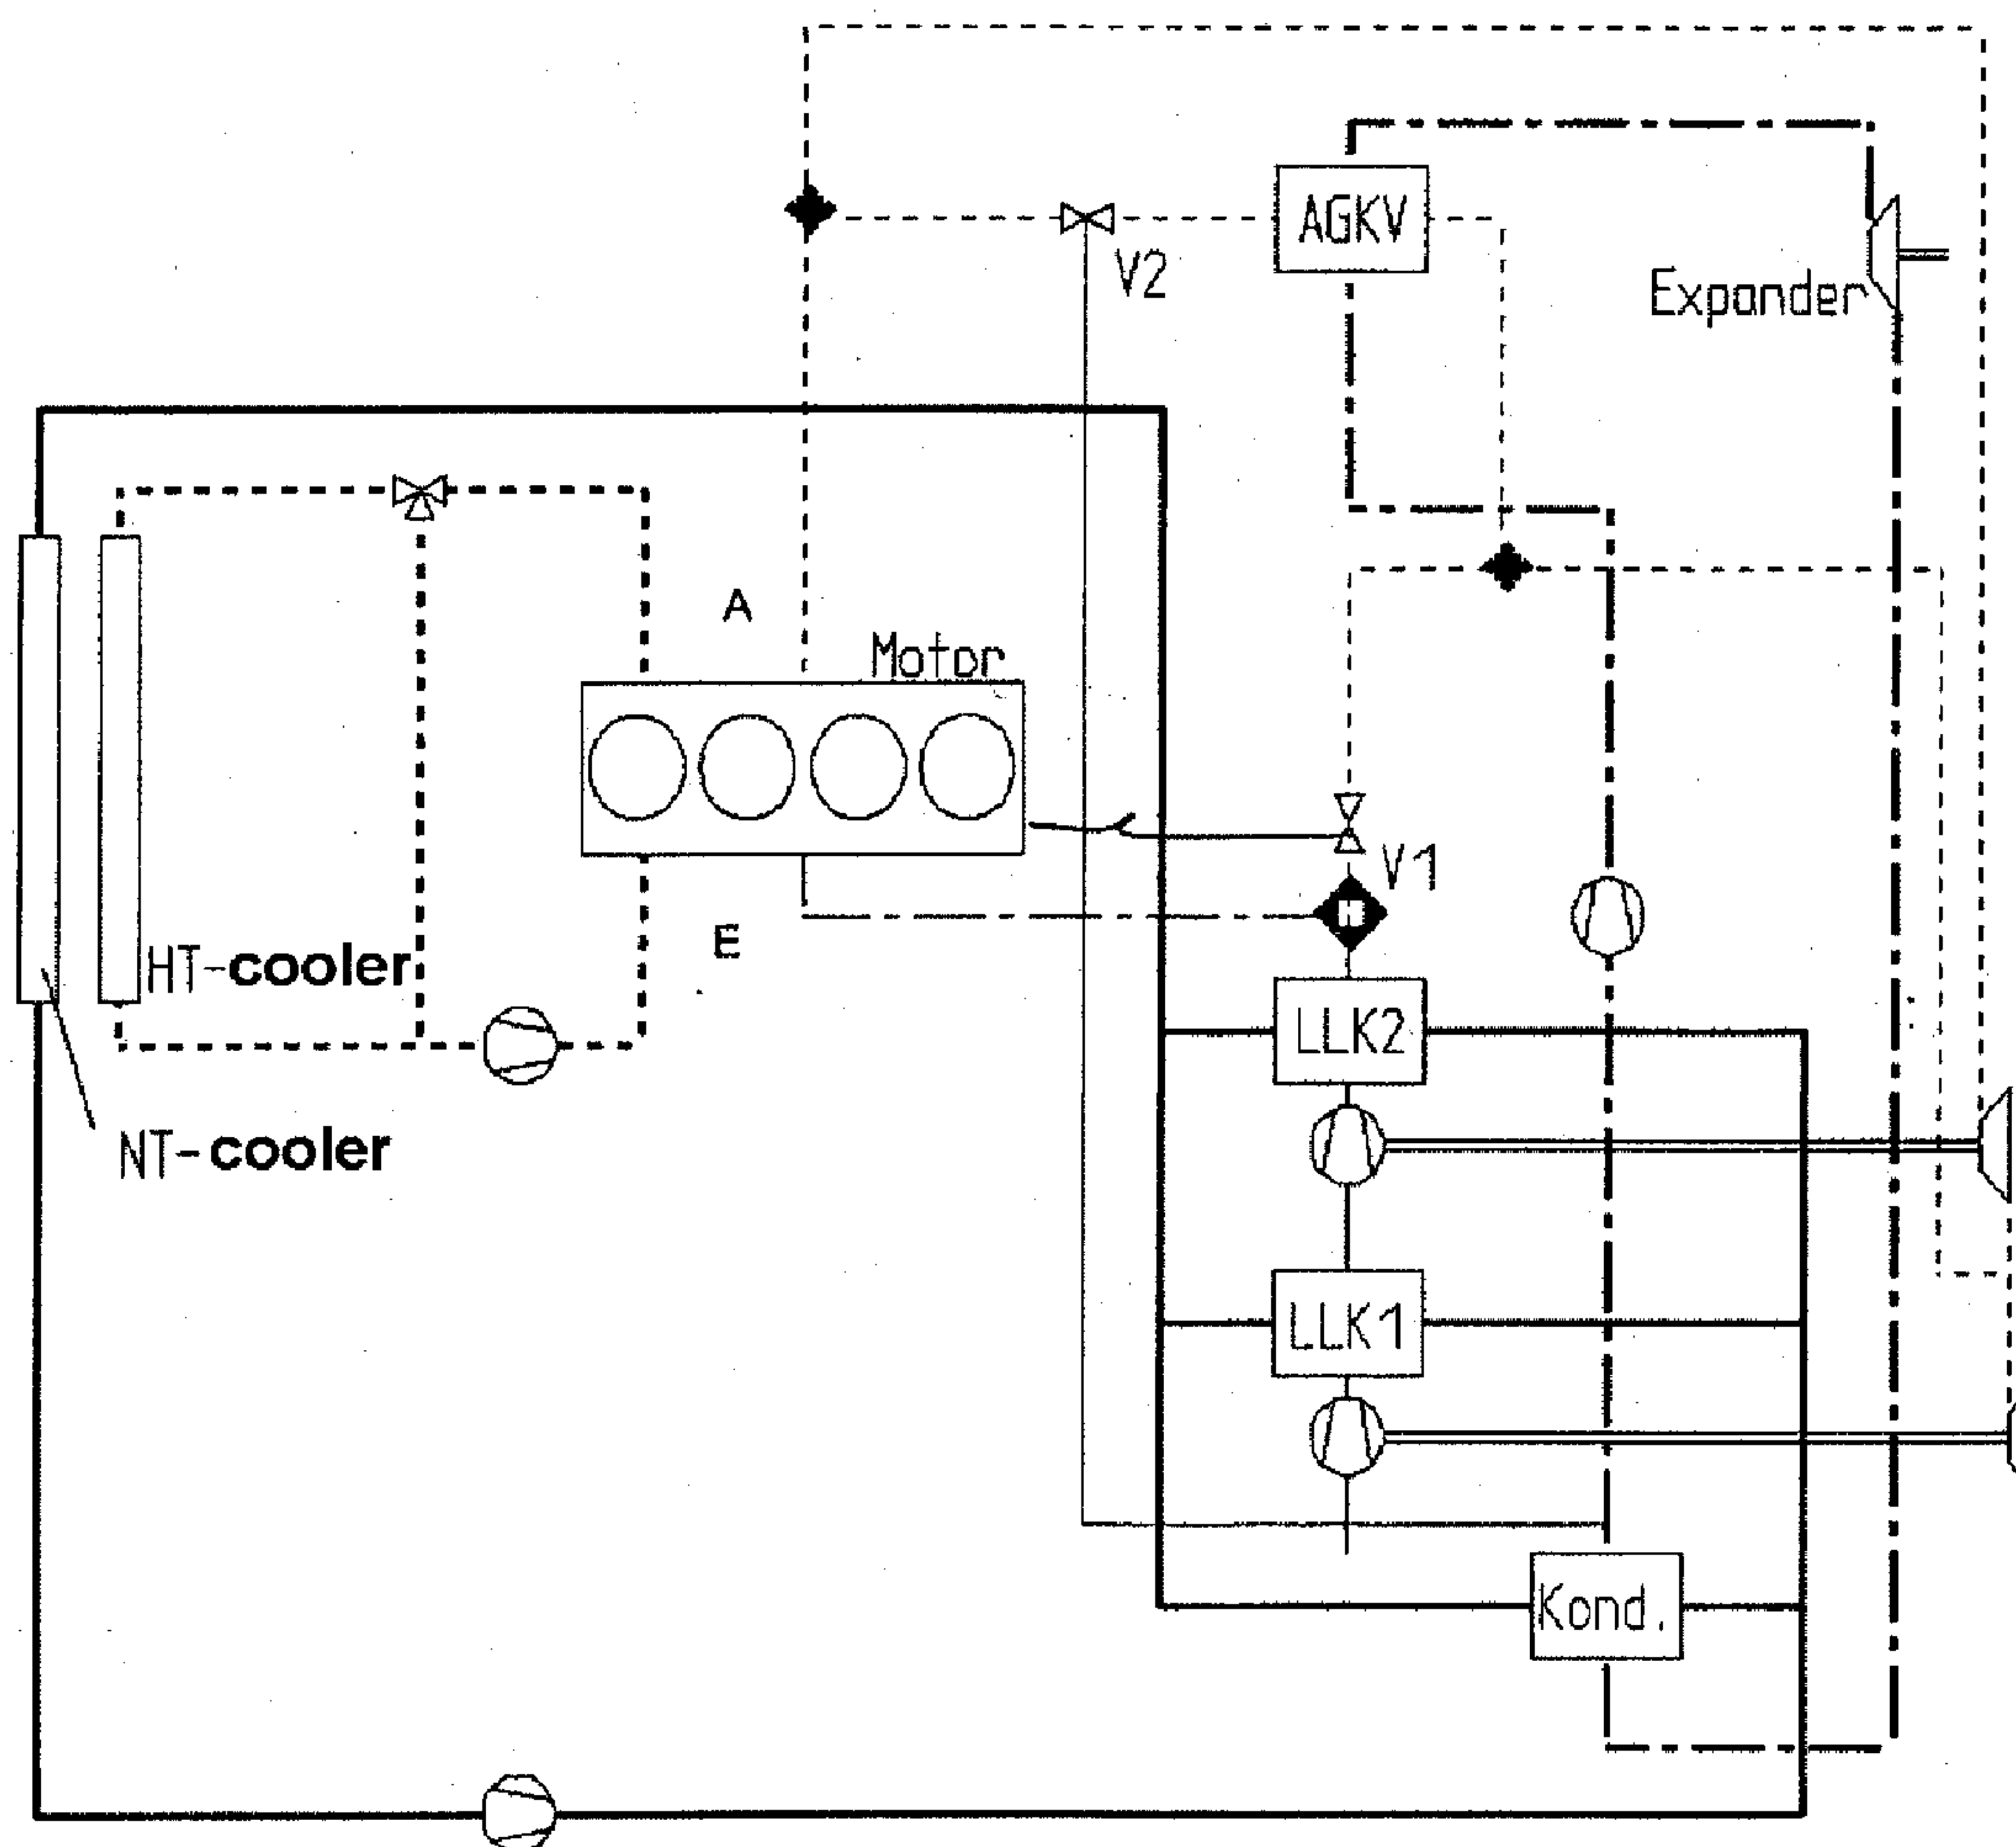 AGKV
V2
Expander
A
Motor
V1
E
HT-cooler
LLK2
NT-cooler
LLK1
Kond.